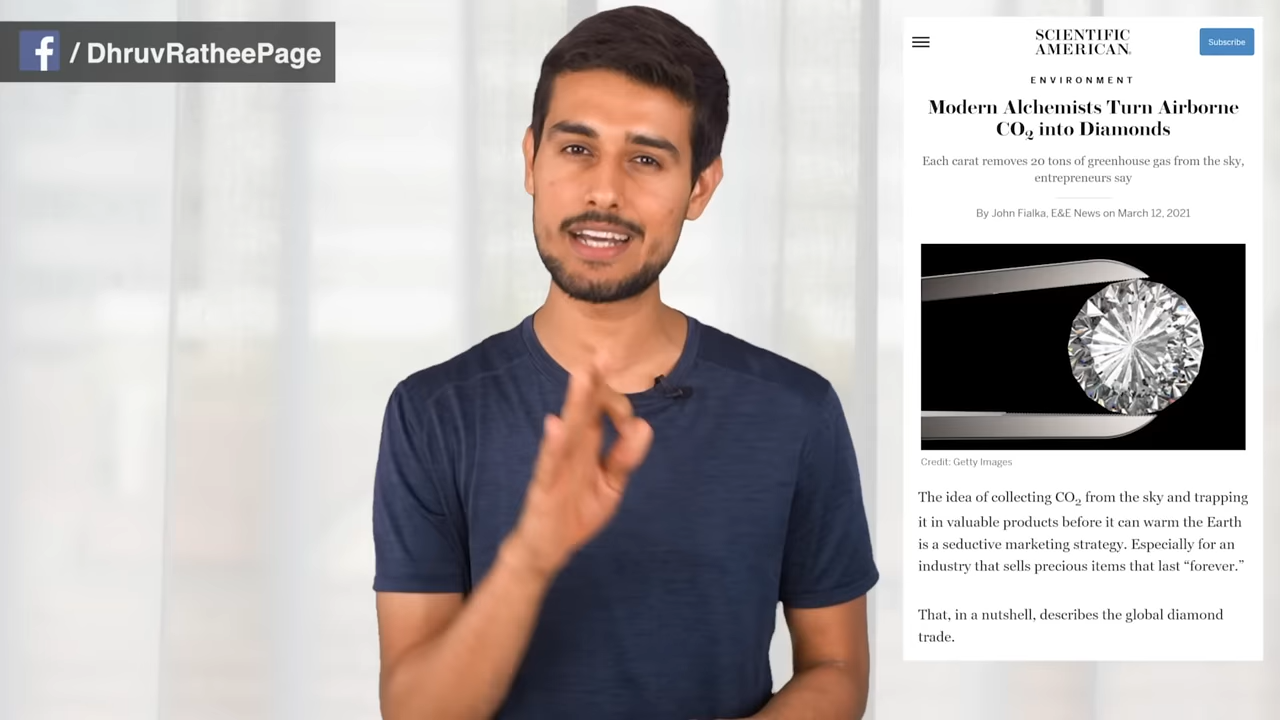 f / DhruvRatheePage
SCIENTIFIC
AMERICAN®
Subscribe
ENVIRONMENT
Modern Alchemists Turn Airborne
CO₂ into Diamonds
Each carat removes 20 tons of greenhouse gas from the sky,
entrepreneurs say
By John Fialka, E&E News on March 12, 2021
Credit: Getty Images
The idea of collecting CO₂ from the sky and trapping
it in valuable products before it can warm the Earth
is a seductive marketing strategy. Especially for an
industry that sells precious items that last “forever.”
That, in a nutshell, describes the global diamond
trade.